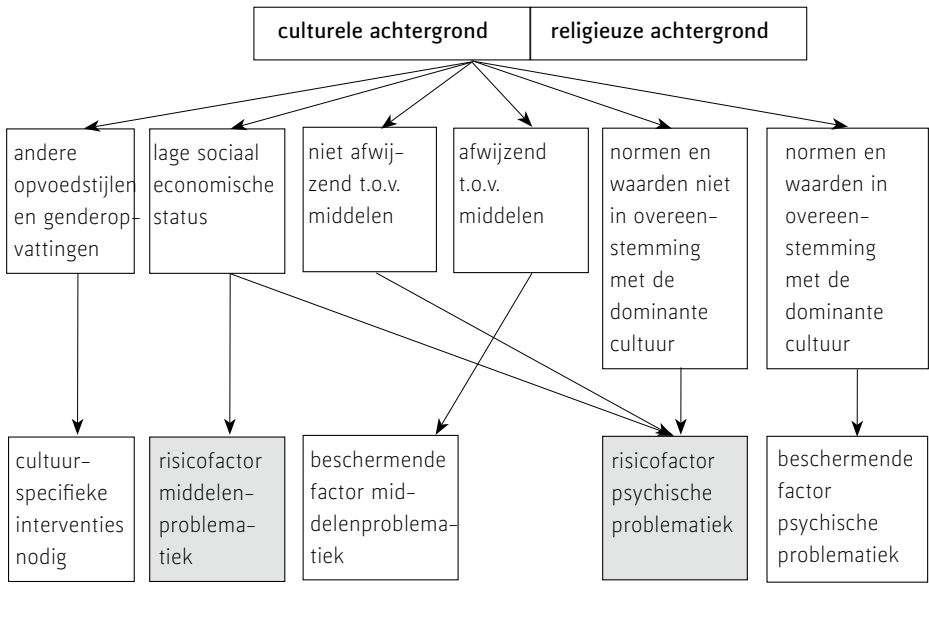 culturele achtergrond
religieuze achtergrond
andere
opvoedstijlen
en genderop-
vattingen
lage sociaal
economische
status
niet afwij-
zend t.o.v.
middelen
afwijzend
t.o.v.
middelen
normen en
waarden niet
in overeen-
stemming
met de
dominante
cultuur
normen en
waarden in
overeen-
stemming
met de
dominante
cultuur
cultuur-
specifieke
interventies
nodig
risicofactor
middelen-
problema-
tiek
beschermende
factor mid-
delenproblema-
tiek
risicofactor
psychische
problematiek
beschermende
factor
psychische
problematiek